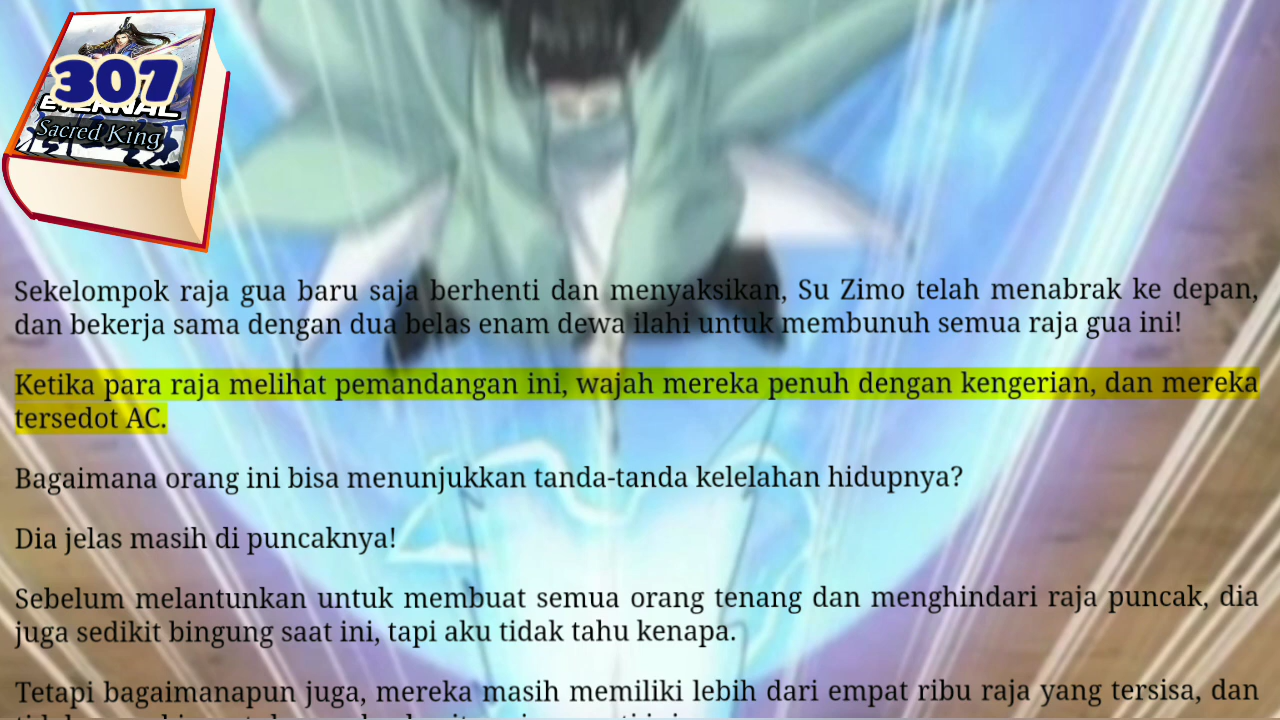 307
ETERNAL
Sacred King
Sekelompok raja gua baru saja berhenti dan menyaksikan, Su Zimo telah menabrak ke depan,
dan bekerja sama dengan dua belas enam dewa ilahi untuk membunuh semua raja gua ini!
Ketika para raja melihat pemandangan ini, wajah mereka penuh dengan kengerian, dan mereka
tersedot AC.
Bagaimana orang ini bisa menunjukkan tanda-tanda kelelahan hidupnya?
Dia jelas masih di puncaknya!
Sebelum melantunkan untuk membuat semua orang tenang dan menghindari raja puncak, dia
juga sedikit bingung saat ini, tapi aku tidak tahu kenapa.
Tetapi bagaimanapun juga, mereka masih memiliki lebih dari empat ribu raja yang tersisa, dan